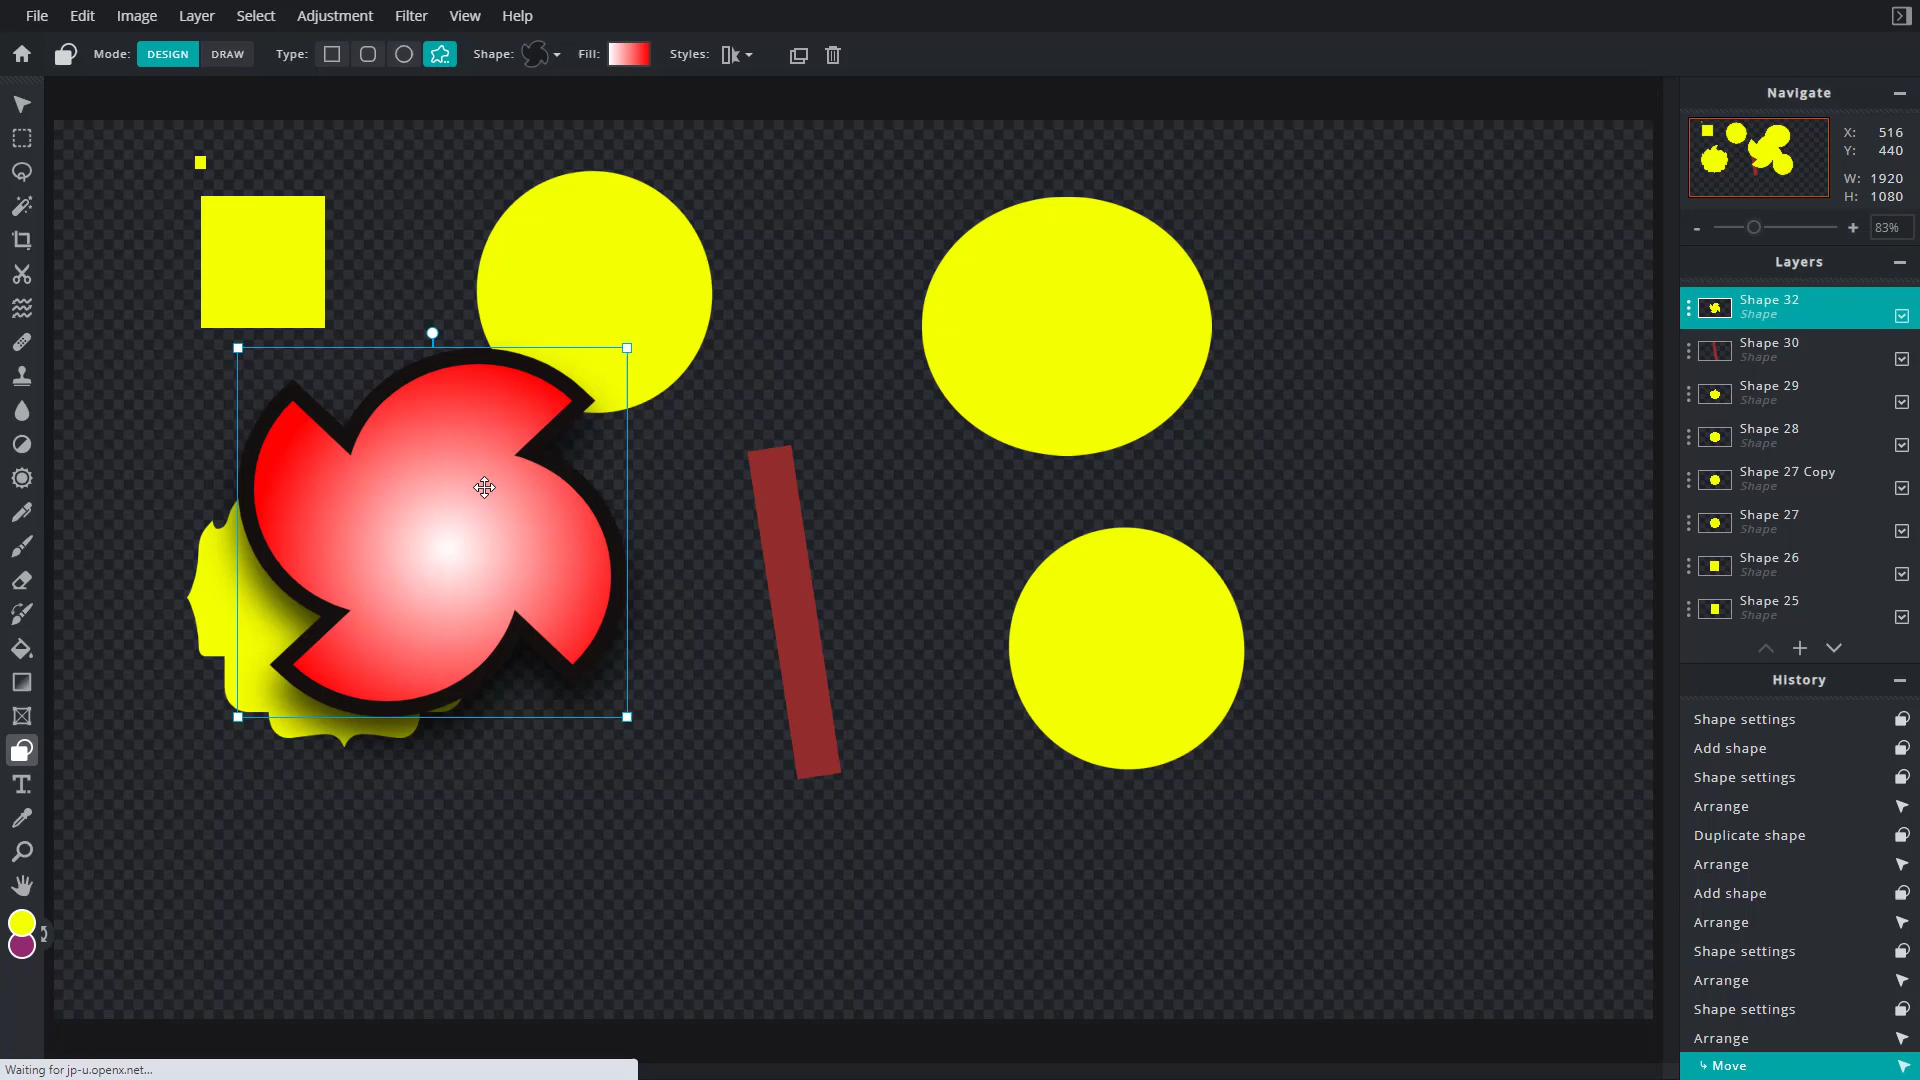 File Edit Image Layer Select Adjustment Filter View Help
Mode: DESIGN DRAW Type: Shape: Fill: Styles:
Navigate
X: 516
Y: 440
W: 1920
H: 1080
- + 83%
Layers
Shape 32
Shape
Shape 30
Shape
Shape 29
Shape
Shape 28
Shape
Shape 27 Copy
Shape
Shape 27
Shape
Shape 26
Shape
Shape 25
Shape
History
Shape settings
Add shape
Shape settings
Arrange
Duplicate shape
Arrange
Add shape
Arrange
Shape settings
Arrange
Shape settings
Arrange
Move
Waiting for jp-u.openx.net...